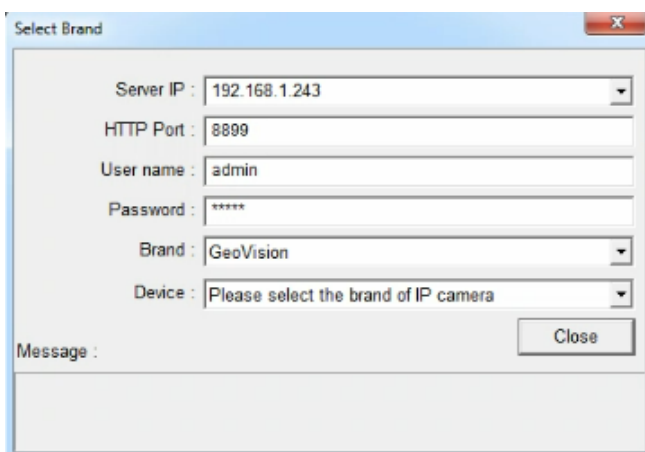 Select Brand
Server IP : 192.168.1.243
HTTP Port : 8899
User name : admin
Password : *****
Brand : GeoVision
Device : Please select the brand of IP camera
Close
Message :